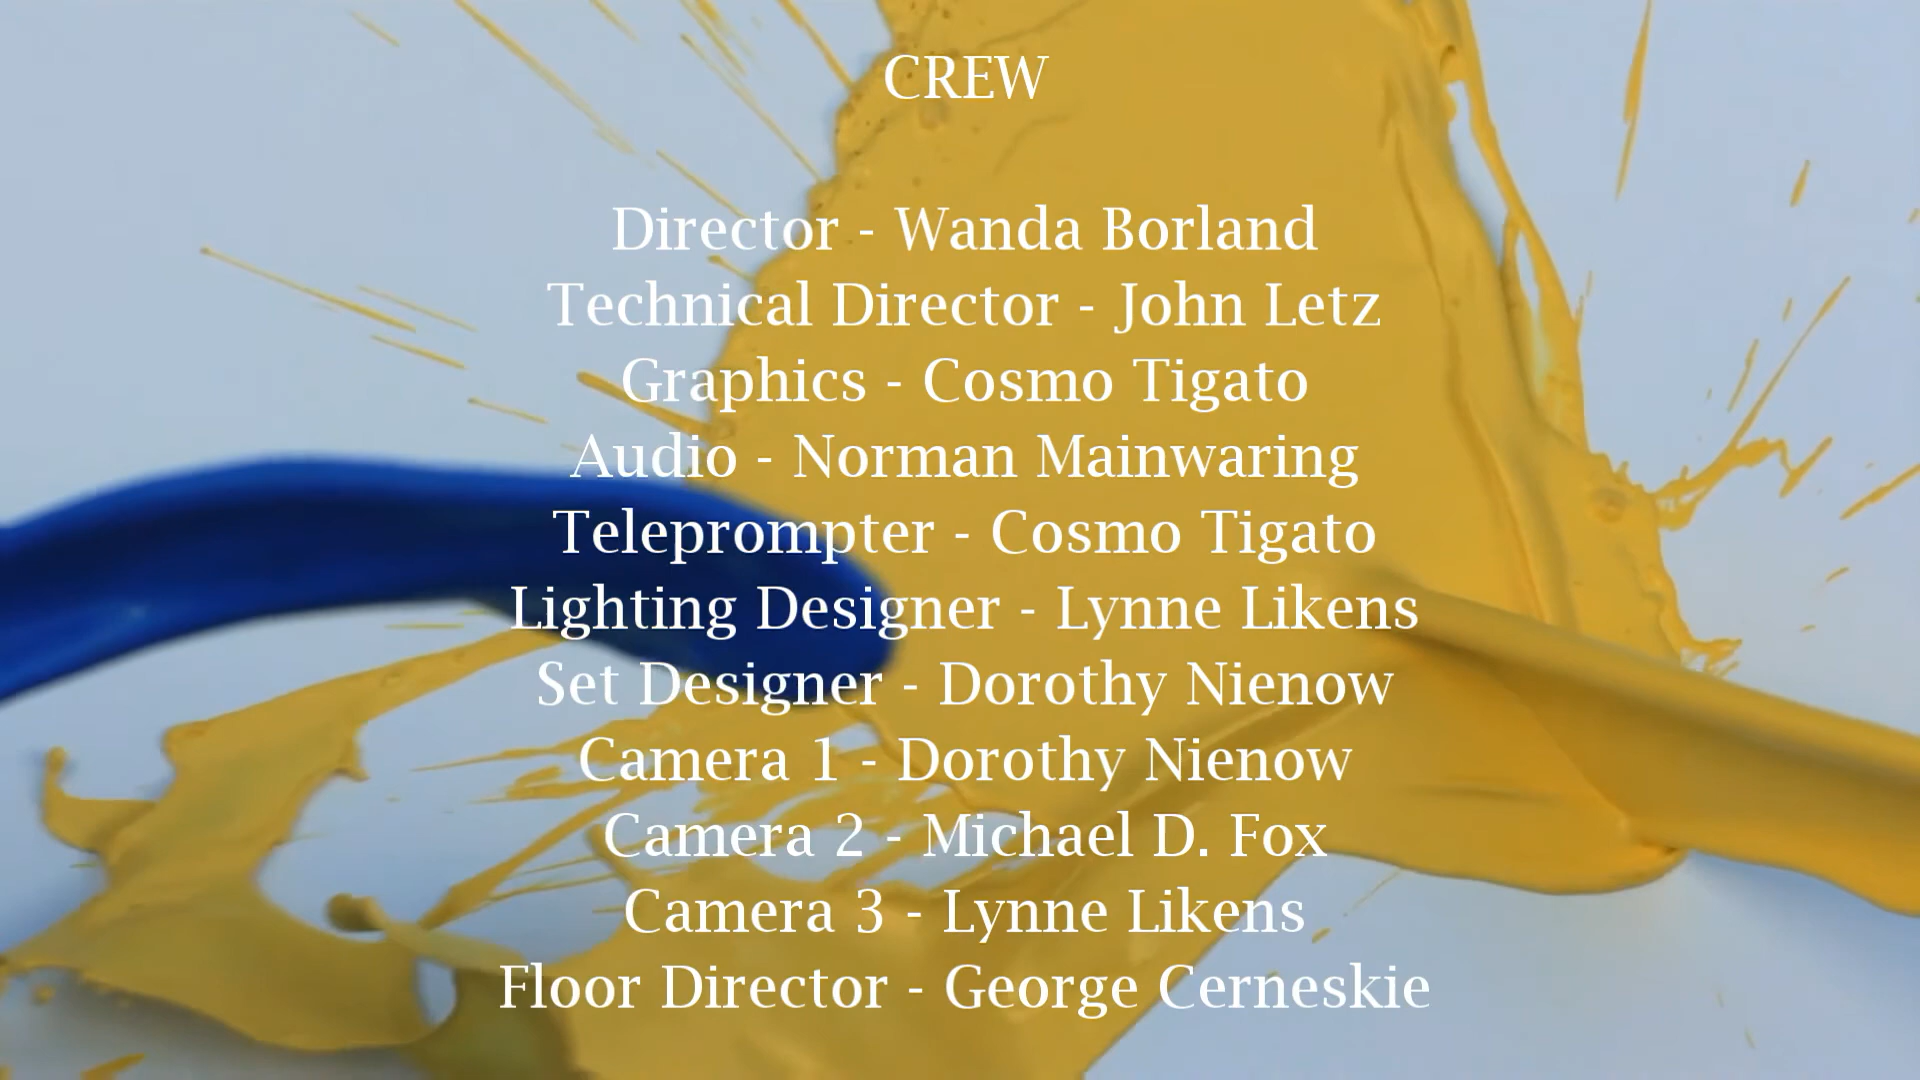 CREW
Director - Wanda Borland
Technical Director - John Letz
Graphics - Cosmo Tigato
Audio - Norman Mainwaring
Teleprompter - Cosmo Tigato
Lighting Designer - Lynne Likens
Set Designer - Dorothy Nienow
Camera 1 - Dorothy Nienow
Camera 2 - Michael D. Fox
Camera 3 - Lynne Likens
Floor Director - George Cerneskie